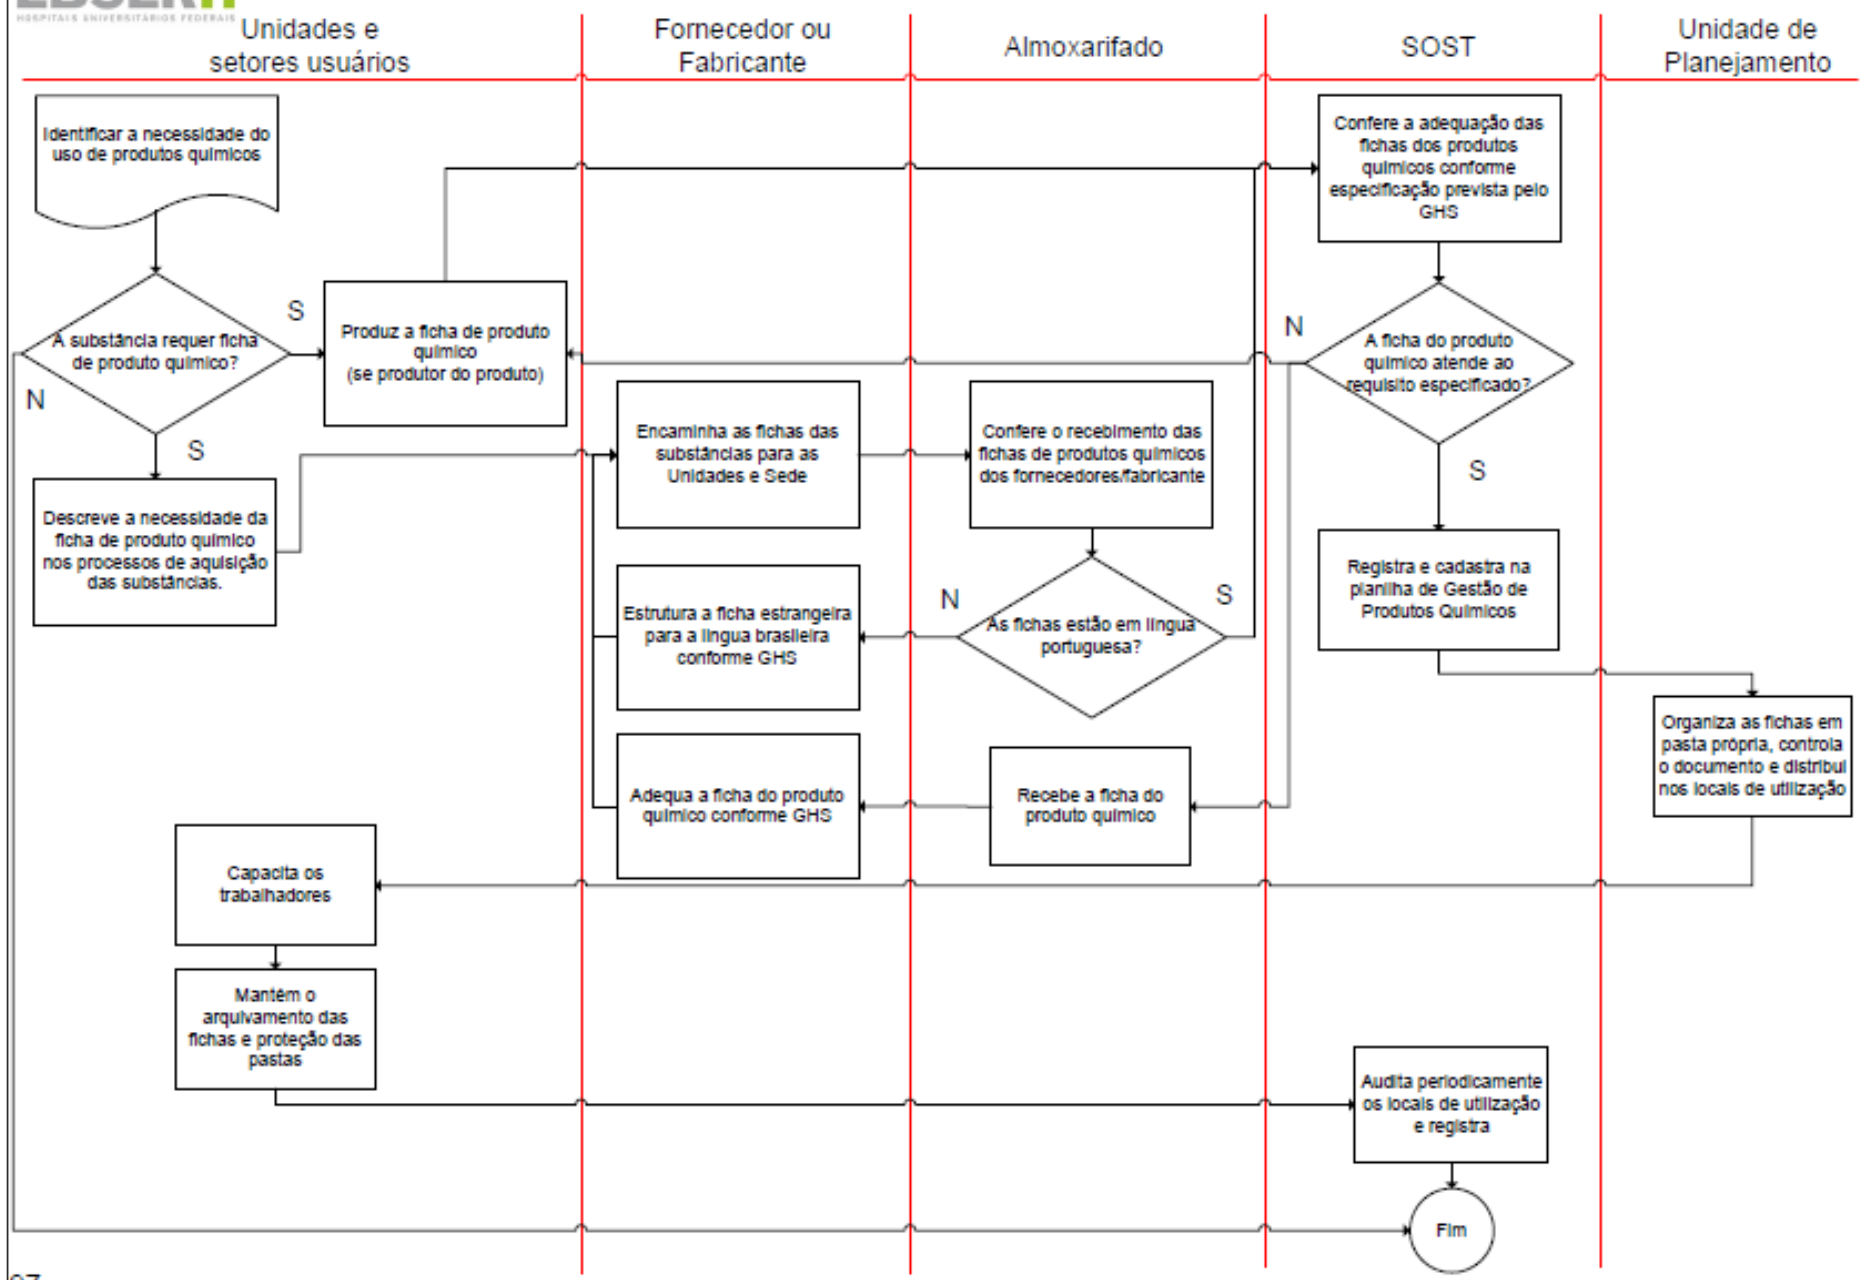 HOSPITAIS UNIVERSITÁRIOS FEDERAIS
Unidades e
setores usuários
Fornecedor ou
Fabricante
Almoxarifado
SOST
Unidade de
Planejamento
Identificar a necessidade do
uso de produtos químicos
A substância requer ficha
de produto químico?
S
N
S
Produz a ficha de produto
químico
(se produtor do produto)
Descreve a necessidade da
ficha de produto químico
nos processos de aquisição
das substâncias.
Encaminha as fichas das
substâncias para as
Unidades e Sede
Confere o recebimento das
fichas de produtos químicos
dos fornecedores/fabricante
As fichas estão em língua
portuguesa?
N
S
Estrutura a ficha estrangeira
para a língua brasileira
conforme GHS
Adequa a ficha do produto
químico conforme GHS
Recebe a ficha do
produto químico
Confere a adequação das
fichas dos produtos
químicos conforme
especificação prevista pelo
GHS
A ficha do produto
químico atende ao
requisito especificado?
N
S
Registra e cadastra na
planilha de Gestão de
Produtos Químicos
Organiza as fichas em
pasta própria, controla
o documento e distribui
nos locais de utilização
Capacita os
trabalhadores
Mantém o
arquivamento das
fichas e proteção das
pastas
Audita periodicamente
os locais de utilização
e registra
Fim